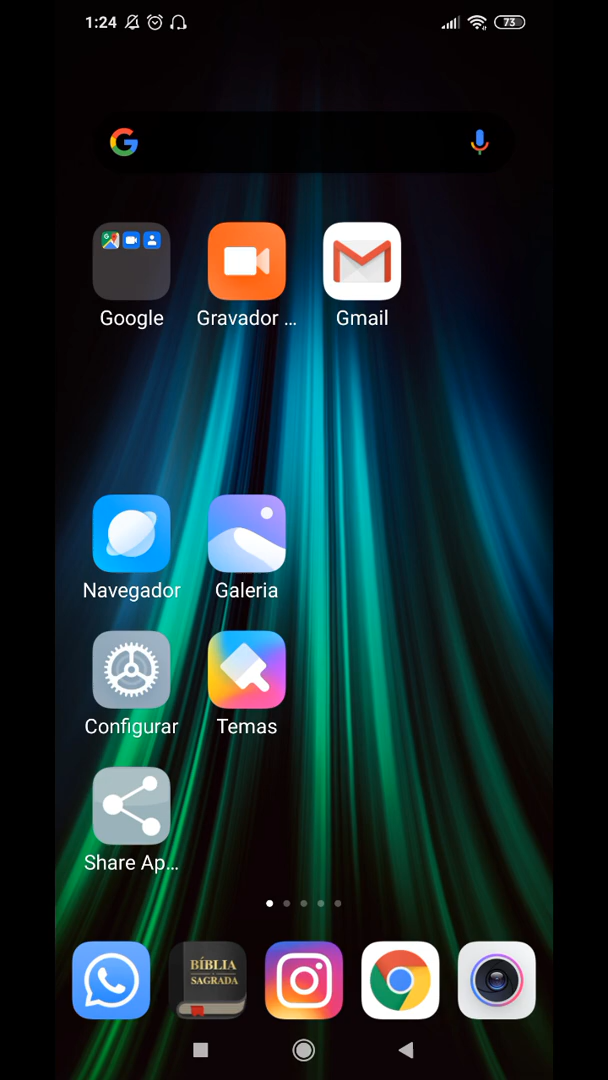 1:24
73
Google
Gravador ...
Gmail
Navegador
Galeria
Configurar
Temas
Share Ap...
BÍBLIA
SAGRADA